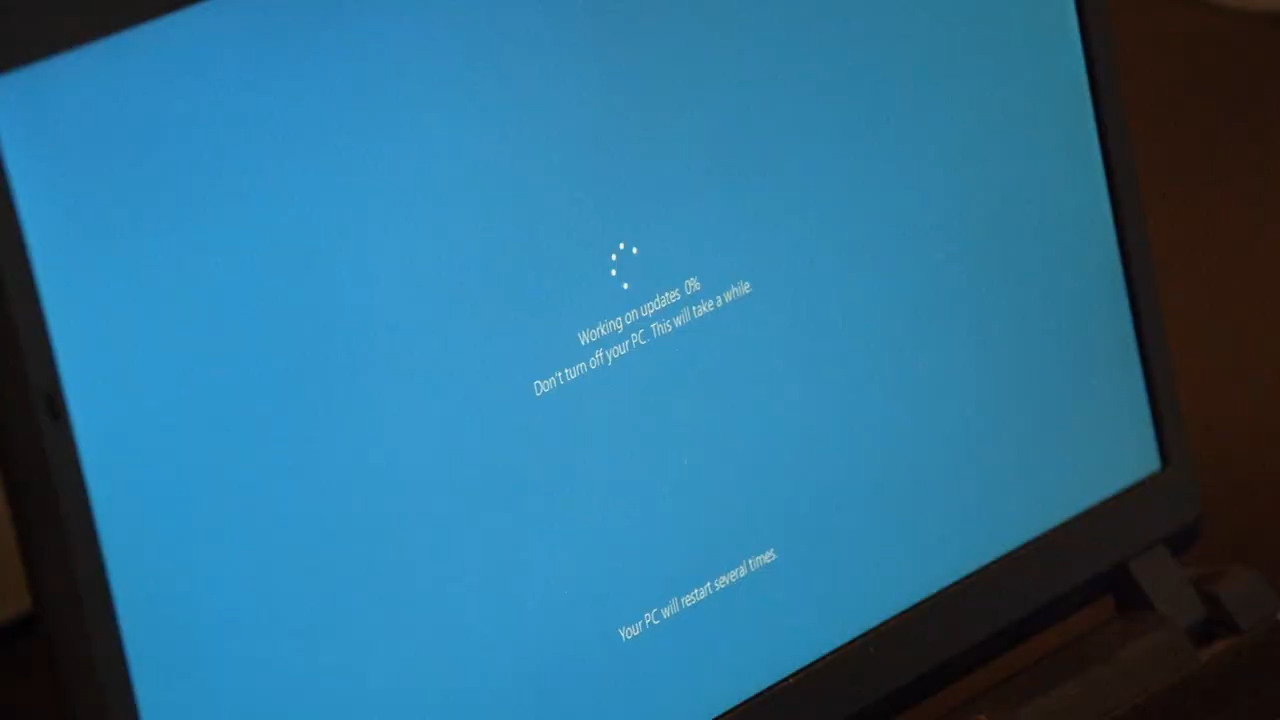 Working on updates 0%
Don't turn off your PC. This will take a while.
Your PC will restart several times.